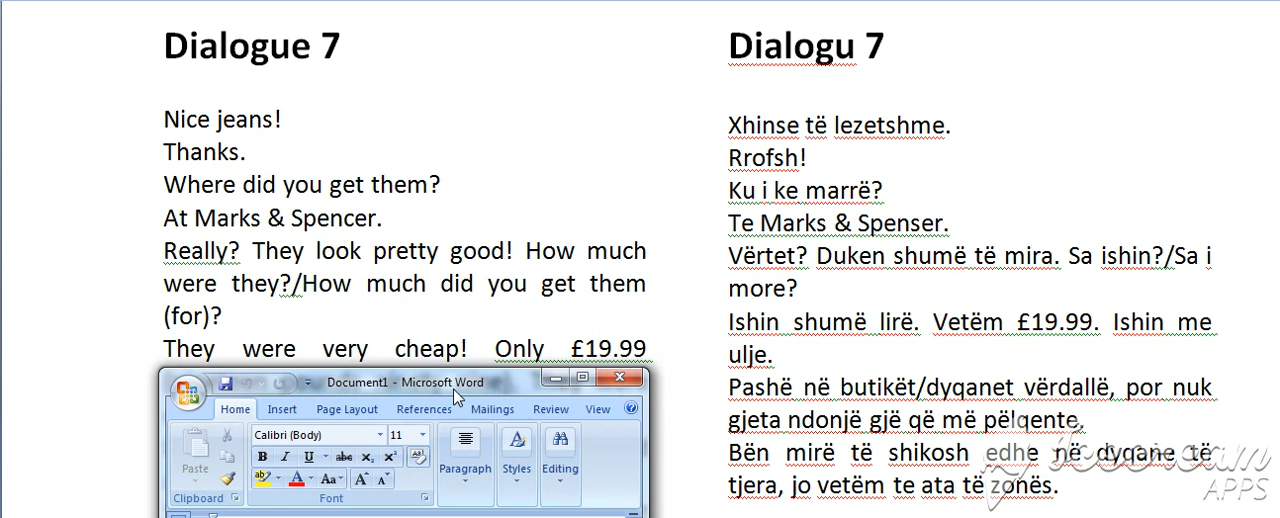 Dialogue 7
Nice jeans!
Thanks.
Where did you get them?
At Marks & Spencer.
Really? They look pretty good! How much
were they?/How much did you get them
(for)?
They were very cheap! Only £19.99
Dialogu 7
Xhinse të lezetshme.
Rrofsh!
Ku i ke marrë?
Te Marks & Spenser.
Vërtet? Duken shumë të mira. Sa ishin?/Sa i
more?
Ishin shumë lirë. Vetëm £19.99. Ishin me
ulje.
Pashë në butikët/dyqanet vërdallë, por nuk
gjeta ndonjë gjë që më pëlqente.
Bën mirë të shikosh edhe në dyqane të
tjera, jo vetëm te ata të zonës.
Document1 - Microsoft Word
Home Insert Page Layout References Mailings Review View
Calibri (Body) 11
Paste
B I U abc x₂ x²
ab A Aa A A
Paragraph Styles Editing
Clipboard Font
APPS